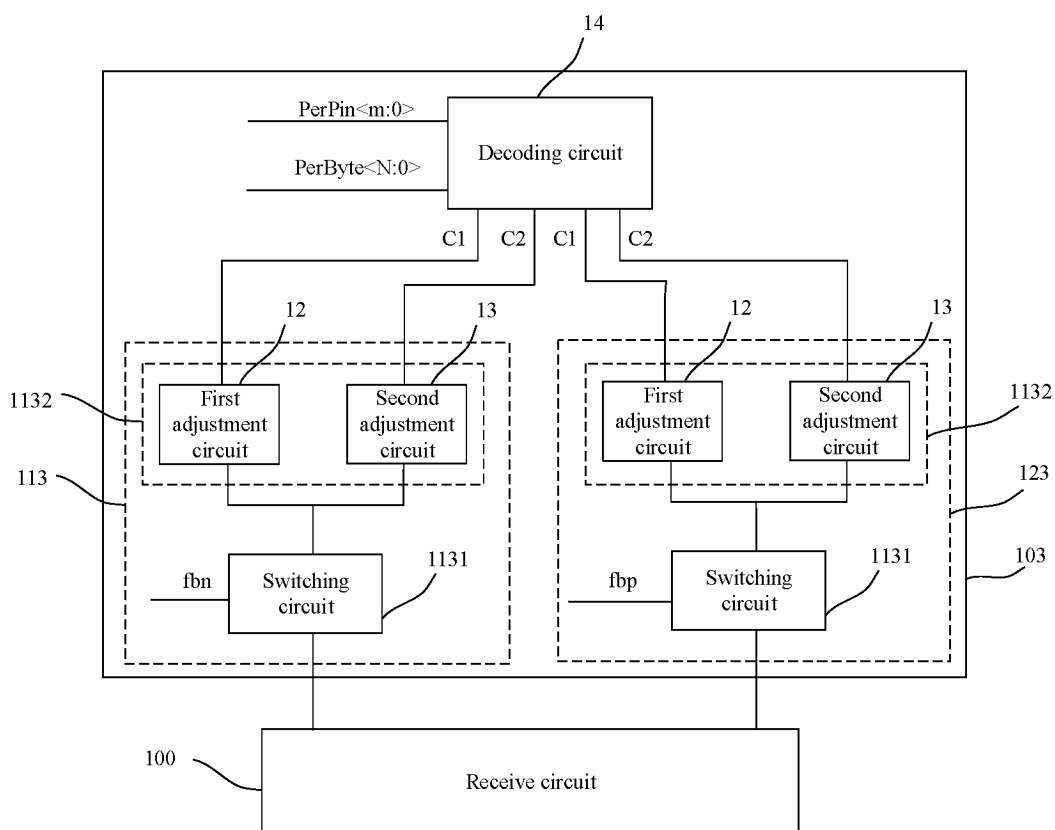 14
PerPin<m:0>
Decoding circuit
PerByte<N:0>
C1 C2 C1 C2
12 13 12 13
1132
First adjustment circuit
Second adjustment circuit
First adjustment circuit
Second adjustment circuit
1132
113
123
fbn
Switching circuit
1131
fbp
Switching circuit
1131
103
100
Receive circuit